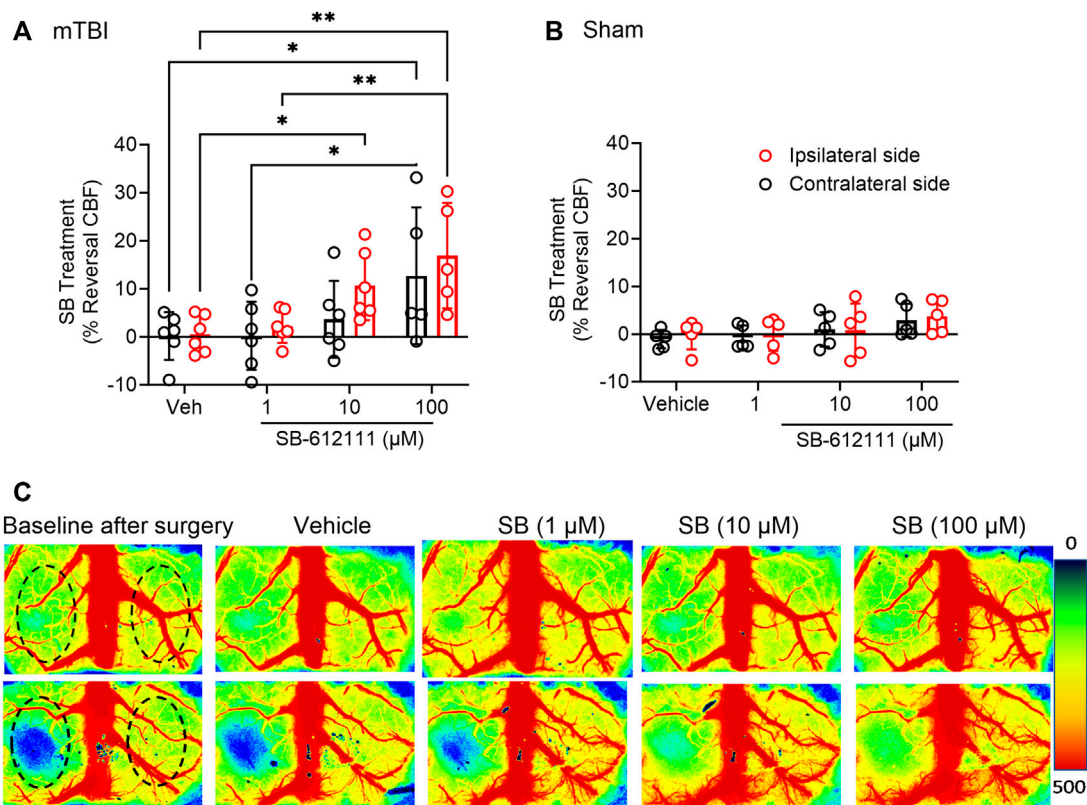 A mTBI
**
*
**
*
*
40
30
20
10
0
-10
SB Treatment
(% Reversal CBF)
Veh 1 10 100
SB-612111 (µM)
B Sham
40
30
20
10
0
-10
SB Treatment
(% Reversal CBF)
Ipsilateral side
Contralateral side
Vehicle 1 10 100
SB-612111 (µM)
C
Baseline after surgery Vehicle SB (1 µM) SB (10 µM) SB (100 µM)
0
500